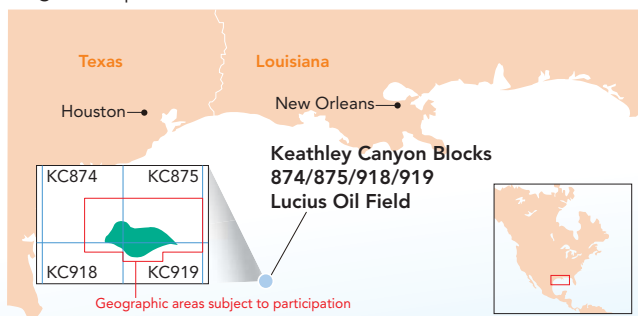 Texas
Louisiana
Houston
New Orleans
Keathley Canyon Blocks
874/875/918/919
Lucius Oil Field
KC874
KC875
KC918
KC919
Geographic areas subject to participation